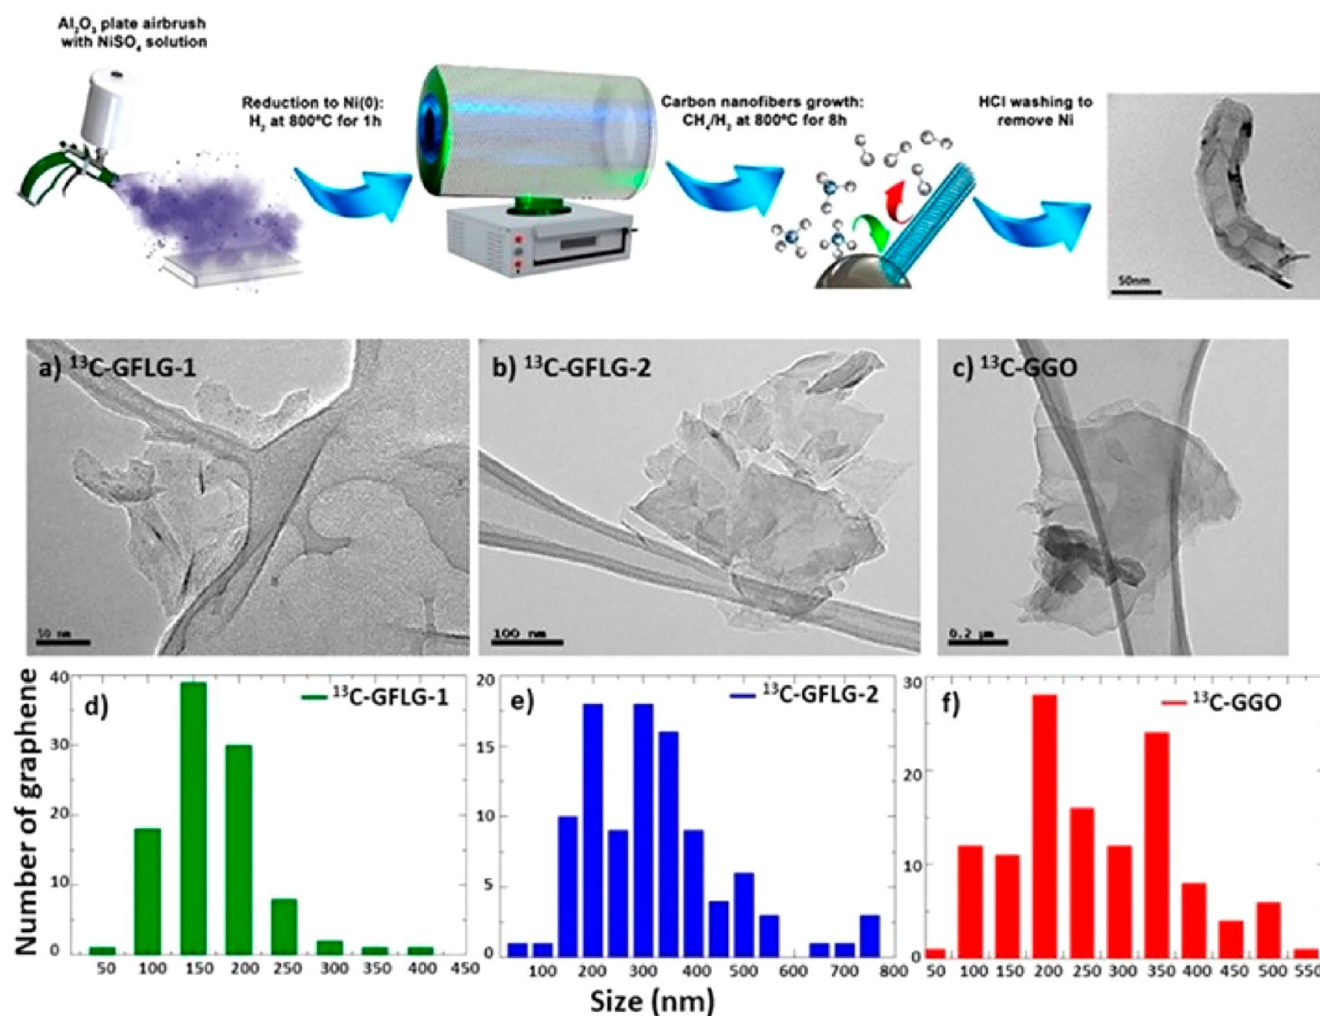 Al₂O₃ plate airbrush
with NiSO₄ solution
Reduction to Ni(0):
H₂ at 800ºC for 1h
Carbon nanofibers growth:
CH₄/H₂ at 800ºC for 8h
HCl washing to
remove Ni
50nm
a) ¹³C-GFLG-1
b) ¹³C-GFLG-2
c) ¹³C-GGO
50 nm
100 nm
0.2 µm
Number of graphene
d)
¹³C-GFLG-1
40
30
20
10
0
50 100 150 200 250 300 350 400 450
e)
¹³C-GFLG-2
20
15
10
5
0
100 200 300 400 500 600 700 800
f)
¹³C-GGO
30
20
10
0
50 100 150 200 250 300 350 400 450 500 550
Size (nm)